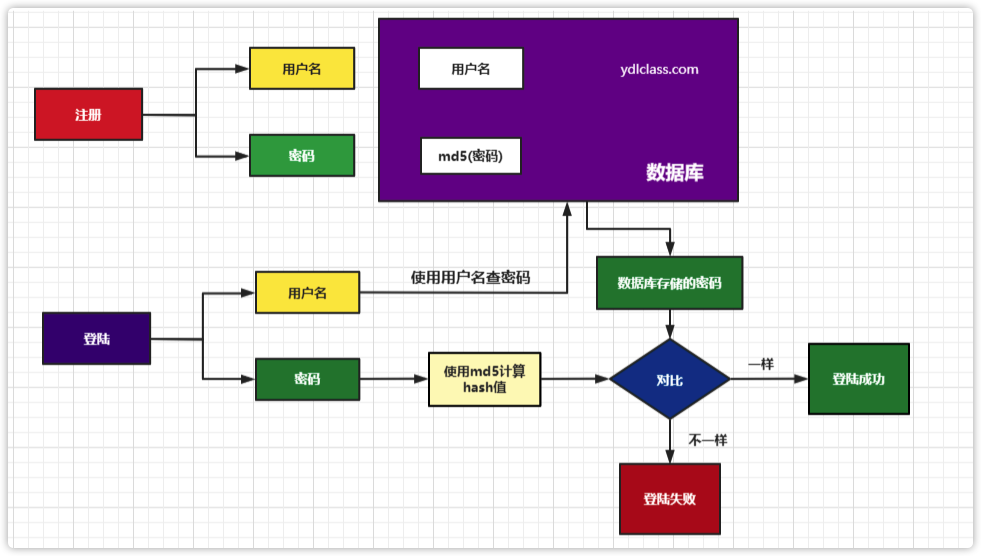 注册
用户名
密码
用户名
ydlclass.com
md5(密码)
数据库
登陆
用户名
密码
使用用户名查密码
使用md5计算
hash值
数据库存储的密码
对比
一样
登陆成功
不一样
登陆失败